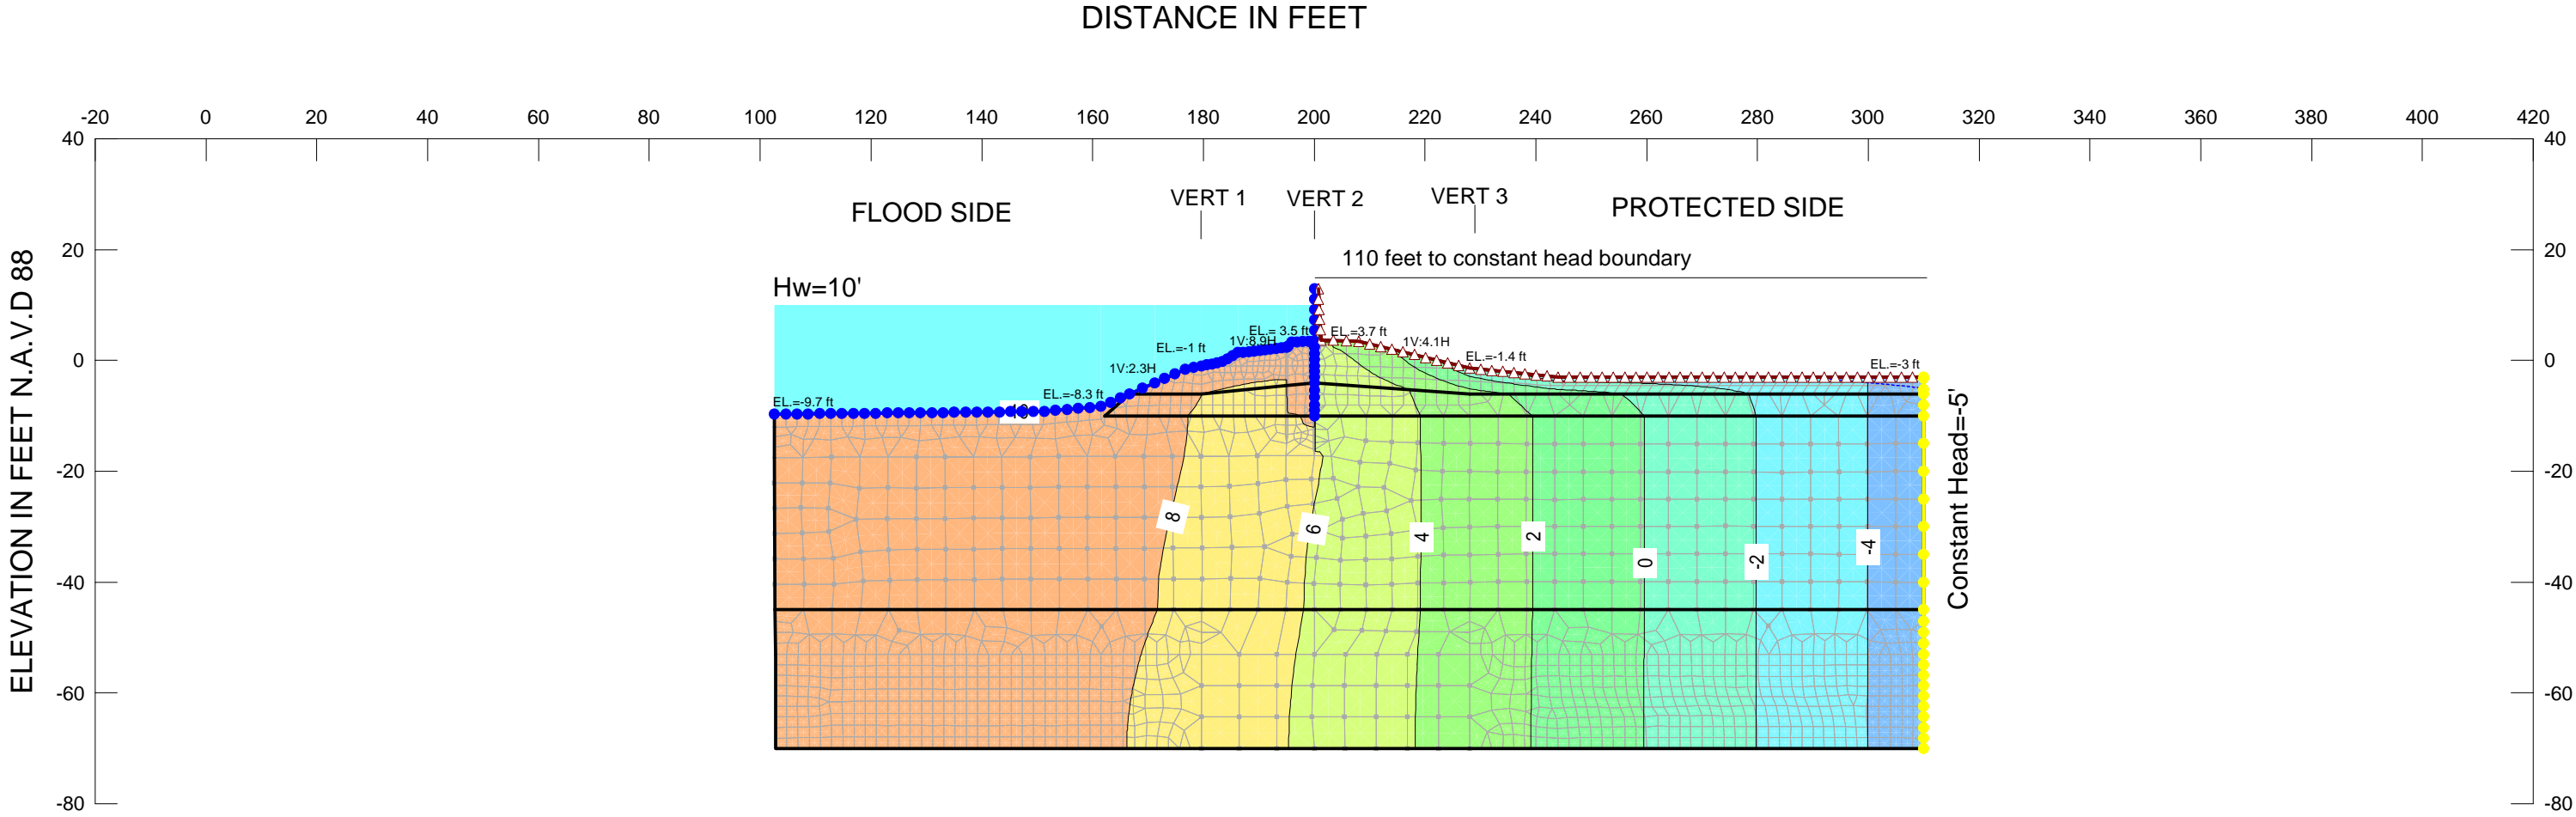 DISTANCE IN FEET
-20 0 20 40 60 80 100 120 140 160 180 200 220 240 260 280 300 320 340 360 380 400 420
40 40
VERT 1 VERT 2 VERT 3
FLOOD SIDE PROTECTED SIDE
20 20
110 feet to constant head boundary
Hw=10'
EL.= 3.5 ft EL.=3.7 ft
1V:8.9H 1V:4.1H
EL.=-1 ft EL.=-1.4 ft
0 0
1V:2.3H EL.=-3 ft
EL.=-8.3 ft
EL.=-9.7 ft
-20 -20
8 6 4 2 0 -2 -4
-40 -40
-60 -60
-80 -80
ELEVATION IN FEET N.A.V.D 88
Constant Head=-5'